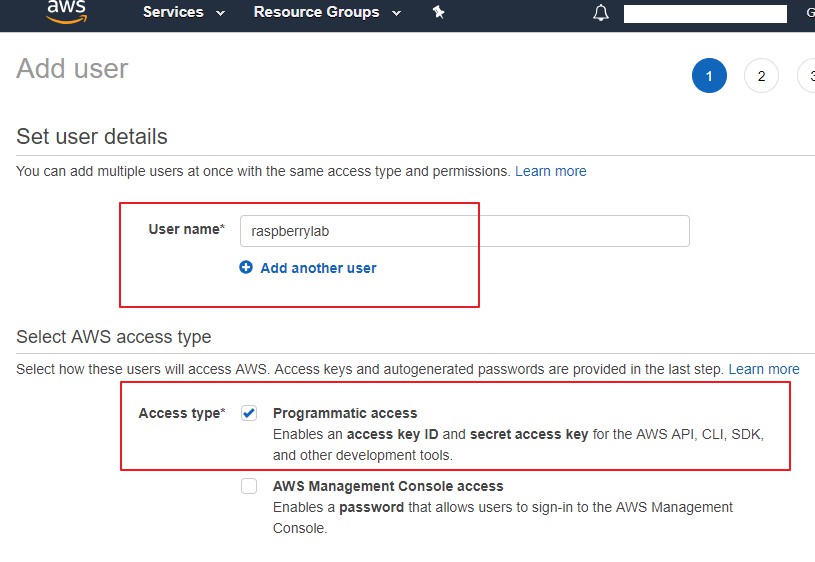 aws Services Resource Groups G
Add user
1 2 3
Set user details
You can add multiple users at once with the same access type and permissions. Learn more
User name* raspberrylab
Add another user
Select AWS access type
Select how these users will access AWS. Access keys and autogenerated passwords are provided in the last step. Learn more
Access type* Programmatic access
Enables an access key ID and secret access key for the AWS API, CLI, SDK,
and other development tools.
AWS Management Console access
Enables a password that allows users to sign-in to the AWS Management
Console.